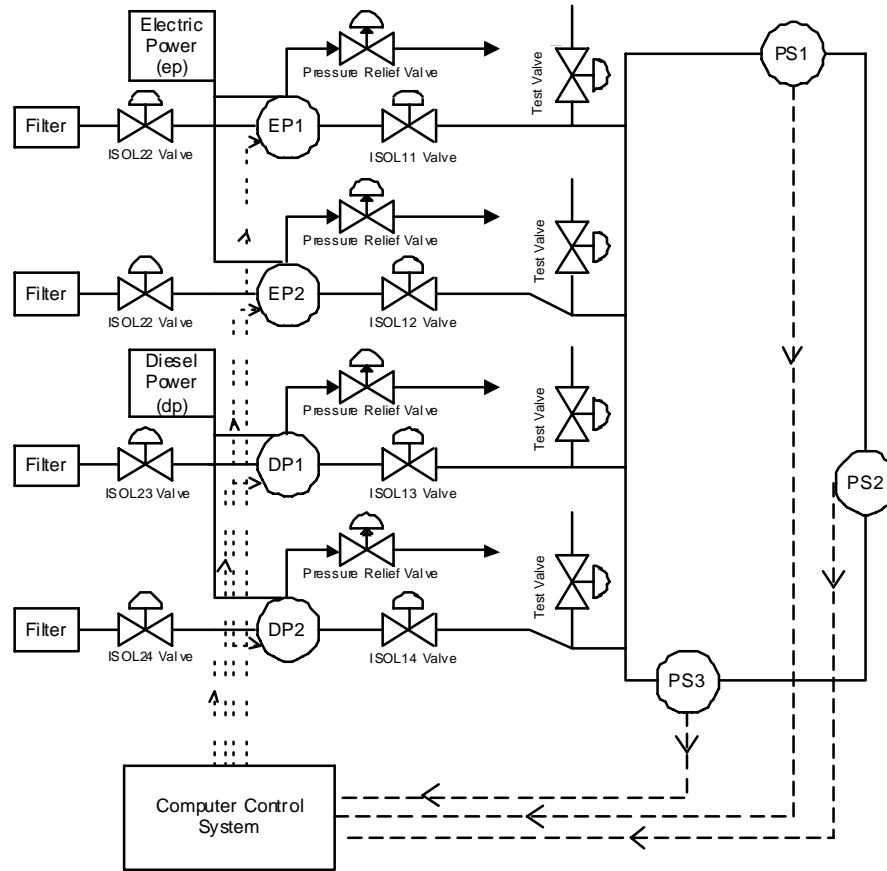 Electric
Power
(ep)
Pressure Relief Valve
Test Valve
PS1
Filter
ISOL22 Valve
EP1
ISOL11 Valve
Pressure Relief Valve
Test Valve
Filter
ISOL22 Valve
EP2
ISOL12 Valve
Diesel
Power
(dp)
Pressure Relief Valve
Test Valve
Filter
ISOL23 Valve
DP1
ISOL13 Valve
PS2
Pressure Relief Valve
Test Valve
Filter
ISOL24 Valve
DP2
ISOL14 Valve
PS3
Computer Control
System